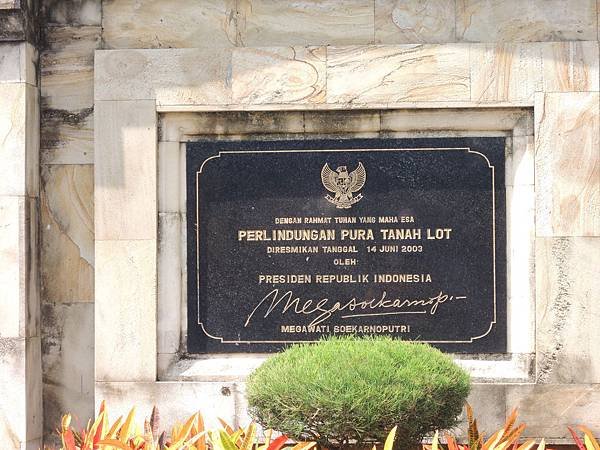 DENGAN RAHMAT TUHAN YANG MAHA ESA
PERLINDUNGAN PURA TANAH LOT
DIRESMIKAN TANGGAL 14 JUNI 2003
OLEH:
PRESIDEN REPUBLIK INDONESIA
Megasoekarnop.-
MEGAWATI SOEKARNOPUTRI